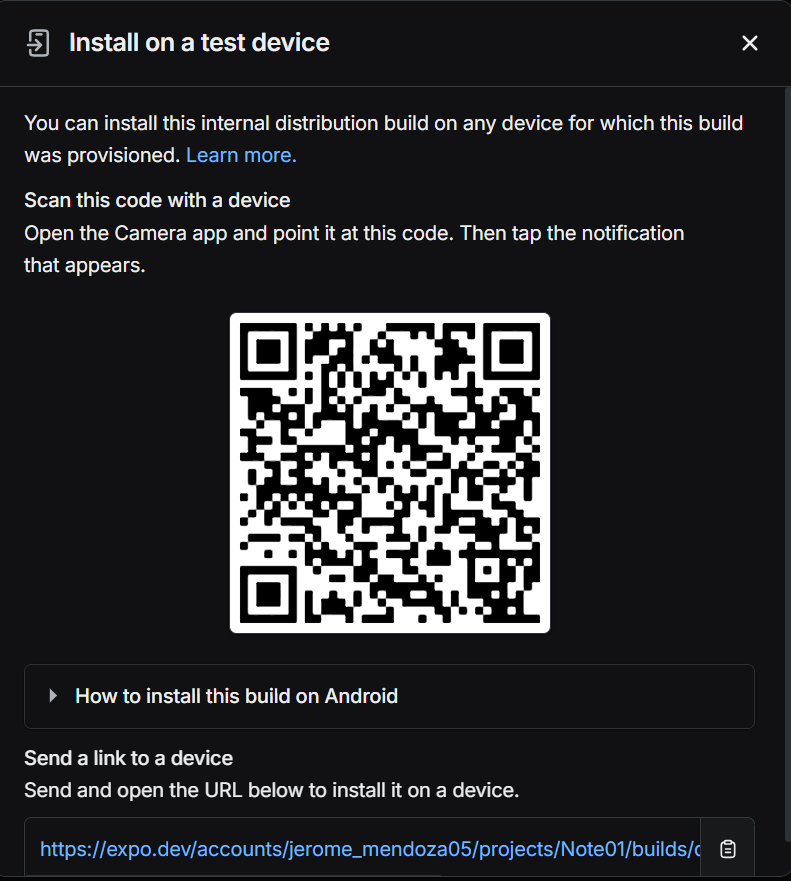 Install on a test device
You can install this internal distribution build on any device for which this build
was provisioned. Learn more.
Scan this code with a device
Open the Camera app and point it at this code. Then tap the notification
that appears.
How to install this build on Android
Send a link to a device
Send and open the URL below to install it on a device.
https://expo.dev/accounts/jerome_mendoza05/projects/Note01/builds/